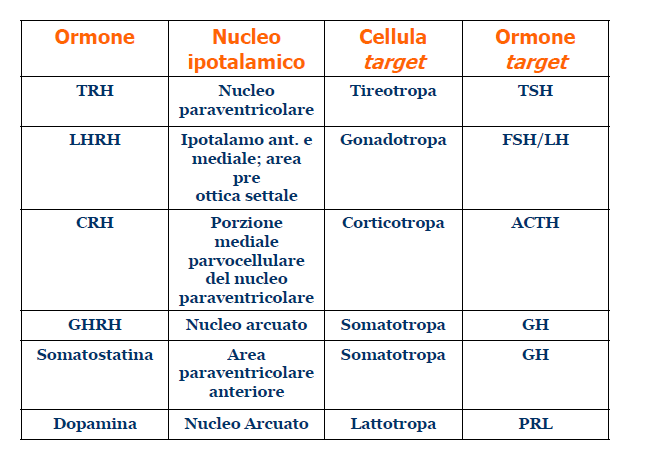 Ormone Nucleo ipotalamico Cellula target Ormone target
TRH Nucleo paraventricolare Tireotropa TSH
LHRH Ipotalamo ant. e mediale; area pre ottica settale Gonadotropa FSH/LH
CRH Porzione mediale parvocellulare del nucleo paraventricolare Corticotropa ACTH
GHRH Nucleo arcuato Somatotropa GH
Somatostatina Area paraventricolare anteriore Somatotropa GH
Dopamina Nucleo Arcuato Lattotropa PRL